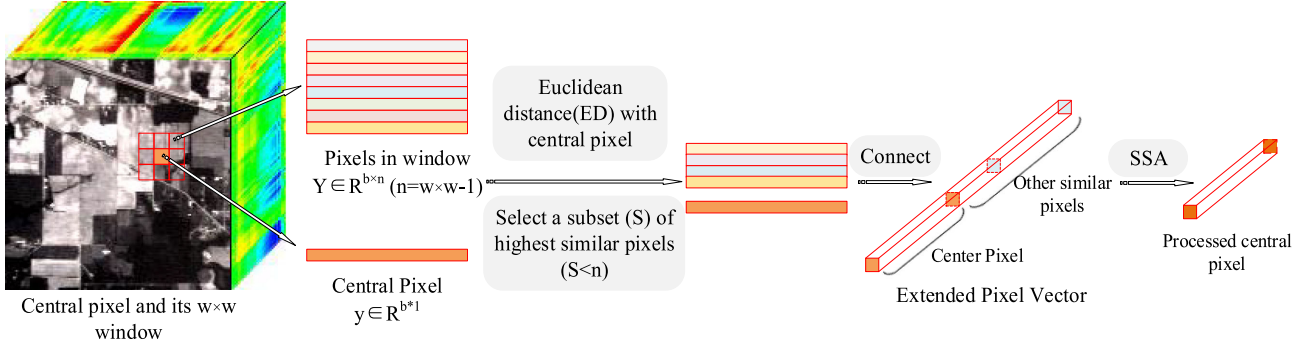 Central pixel and its w×w
window
Pixels in window
Y∈R^{b×n} (n=w×w-1)
Central Pixel
y∈R^{b*1}
Euclidean
distance(ED) with
central pixel
Select a subset (S) of
highest similar pixels
(S<n)
Connect
Other similar
pixels
Center Pixel
Extended Pixel Vector
SSA
Processed central
pixel